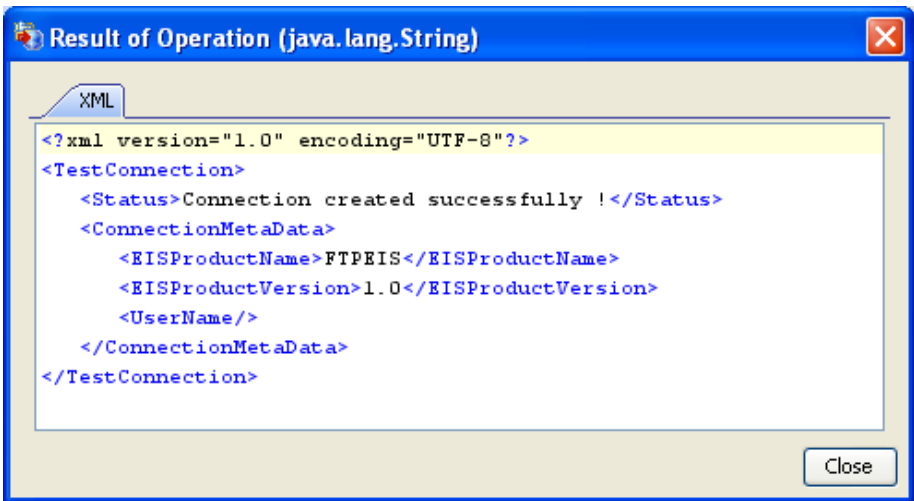 Result of Operation (java.lang.String)
XML
<?xml version="1.0" encoding="UTF-8"?>
<TestConnection>
<Status>Connection created successfully !</Status>
<ConnectionMetaData>
<EISProductName>FTPEIS</EISProductName>
<EISProductVersion>1.0</EISProductVersion>
<UserName/>
</ConnectionMetaData>
</TestConnection>
Close